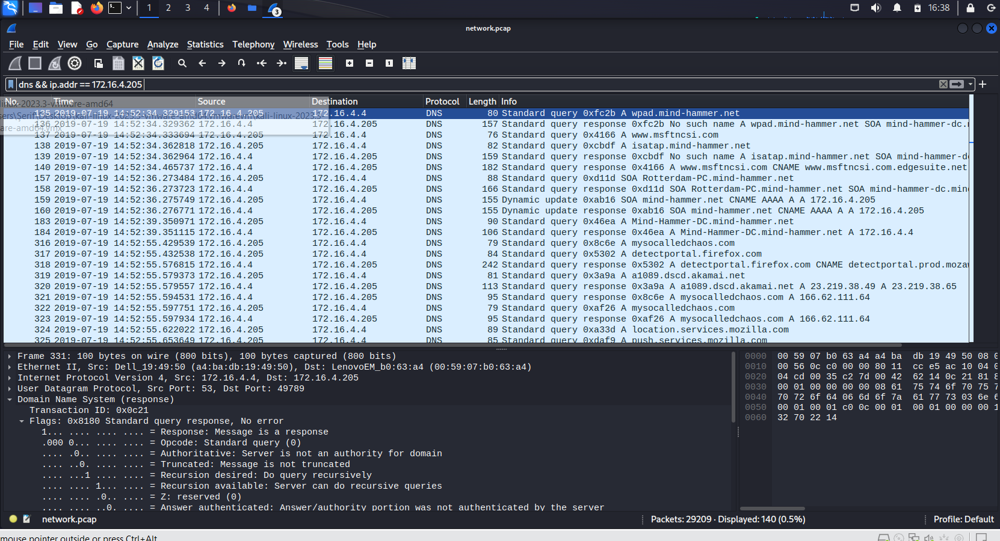 1 2 3 4
3
16:38
network.pcap
File Edit View Go Capture Analyze Statistics Telephony Wireless Tools Help
dns && ip.addr == 172.16.4.205
No. Time Source Destination Protocol Length Info
135 2019-07-19 14:52:34.329153 172.16.4.205 172.16.4.4 DNS 80 Standard query 0xfc2b A wpad.mind-hammer.net
136 2019-07-19 14:52:34.329362 172.16.4.4 172.16.4.205 DNS 157 Standard query response 0xfc2b No such name A wpad.mind-hammer.net SOA mind-hammer-dc.
137 2019-07-19 14:52:34.333694 172.16.4.205 172.16.4.4 DNS 76 Standard query 0x4166 A www.msftncsi.com
138 2019-07-19 14:52:34.362818 172.16.4.205 172.16.4.4 DNS 82 Standard query 0xcbdf A isatap.mind-hammer.net
139 2019-07-19 14:52:34.362964 172.16.4.4 172.16.4.205 DNS 159 Standard query response 0xcbdf No such name A isatap.mind-hammer.net SOA mind-hammer-d
140 2019-07-19 14:52:34.465737 172.16.4.4 172.16.4.205 DNS 182 Standard query response 0x4166 A www.msftncsi.com CNAME www.msftncsi.com.edgesuite.net
157 2019-07-19 14:52:36.273484 172.16.4.205 172.16.4.4 DNS 88 Standard query 0xd11d SOA Rotterdam-PC.mind-hammer.net
158 2019-07-19 14:52:36.273723 172.16.4.4 172.16.4.205 DNS 166 Standard query response 0xd11d SOA Rotterdam-PC.mind-hammer.net SOA mind-hammer-dc.min
159 2019-07-19 14:52:36.275749 172.16.4.205 172.16.4.4 DNS 155 Dynamic update 0xab16 SOA mind-hammer.net CNAME AAAA A A 172.16.4.205
160 2019-07-19 14:52:36.276771 172.16.4.4 172.16.4.205 DNS 155 Dynamic update response 0xab16 SOA mind-hammer.net CNAME AAAA A A 172.16.4.205
183 2019-07-19 14:52:39.350971 172.16.4.205 172.16.4.4 DNS 90 Standard query 0x46ea A Mind-Hammer-DC.mind-hammer.net
184 2019-07-19 14:52:39.351115 172.16.4.4 172.16.4.205 DNS 106 Standard query response 0x46ea A Mind-Hammer-DC.mind-hammer.net A 172.16.4.4
316 2019-07-19 14:52:55.429539 172.16.4.205 172.16.4.4 DNS 79 Standard query 0x8c6e A mysocalledchaos.com
317 2019-07-19 14:52:55.432538 172.16.4.205 172.16.4.4 DNS 84 Standard query 0x5302 A detectportal.firefox.com
318 2019-07-19 14:52:55.576815 172.16.4.4 172.16.4.205 DNS 242 Standard query response 0x5302 A detectportal.firefox.com CNAME detectportal.prod.moza
319 2019-07-19 14:52:55.579373 172.16.4.205 172.16.4.4 DNS 81 Standard query 0x3a9a A a1089.dscd.akamai.net
320 2019-07-19 14:52:55.579557 172.16.4.4 172.16.4.205 DNS 113 Standard query response 0x3a9a A a1089.dscd.akamai.net A 23.219.38.49 A 23.219.38.65
321 2019-07-19 14:52:55.594531 172.16.4.4 172.16.4.205 DNS 95 Standard query response 0x8c6e A mysocalledchaos.com A 166.62.111.64
322 2019-07-19 14:52:55.597751 172.16.4.205 172.16.4.4 DNS 79 Standard query 0xaf26 A mysocalledchaos.com
323 2019-07-19 14:52:55.597934 172.16.4.4 172.16.4.205 DNS 95 Standard query response 0xaf26 A mysocalledchaos.com A 166.62.111.64
324 2019-07-19 14:52:55.622022 172.16.4.205 172.16.4.4 DNS 89 Standard query 0xa33d A location.services.mozilla.com
325 2019-07-19 14:52:55.653649 172.16.4.205 172.16.4.4 DNS 85 Standard query 0xdaf9 A push.services.mozilla.com
Frame 331: 100 bytes on wire (800 bits), 100 bytes captured (800 bits)
Ethernet II, Src: Dell_19:49:50 (a4:ba:db:19:49:50), Dst: LenovoEM_b0:63:a4 (00:59:07:b0:63:a4)
Internet Protocol Version 4, Src: 172.16.4.4, Dst: 172.16.4.205
User Datagram Protocol, Src Port: 53, Dst Port: 49789
Domain Name System (response)
Transaction ID: 0x0c21
Flags: 0x8180 Standard query response, No error
1... .... .... .... = Response: Message is a response
.000 0... .... .... = Opcode: Standard query (0)
.... .0.. .... .... = Authoritative: Server is not an authority for domain
.... ..0. .... .... = Truncated: Message is not truncated
.... ...1 .... .... = Recursion desired: Do query recursively
.... .... 1... .... = Recursion available: Server can do recursive queries
.... .... .0.. .... = Z: reserved (0)
.... .... ..0. .... = Answer authenticated: Answer/authority portion was not authenticated by the server
0000 00 59 07 b0 63 a4 a4 ba db 19 49 50 08 0
0010 00 56 0c c0 00 00 80 11 cc e5 ac 10 04 0
0020 04 cd 00 35 c2 7d 00 42 62 14 0c 21 81 8
0030 00 01 00 00 00 00 08 61 75 74 6f 70 75 7
0040 70 72 6f 64 06 6d 6f 7a 61 77 73 03 6e 6
0050 00 01 00 01 c0 0c 00 01 00 01 00 00 00 1
0060 32 70 22 14
network.pcap
Packets: 29209 · Displayed: 140 (0.5%)
Profile: Default
mouse pointer outside or press Ctrl+Alt.